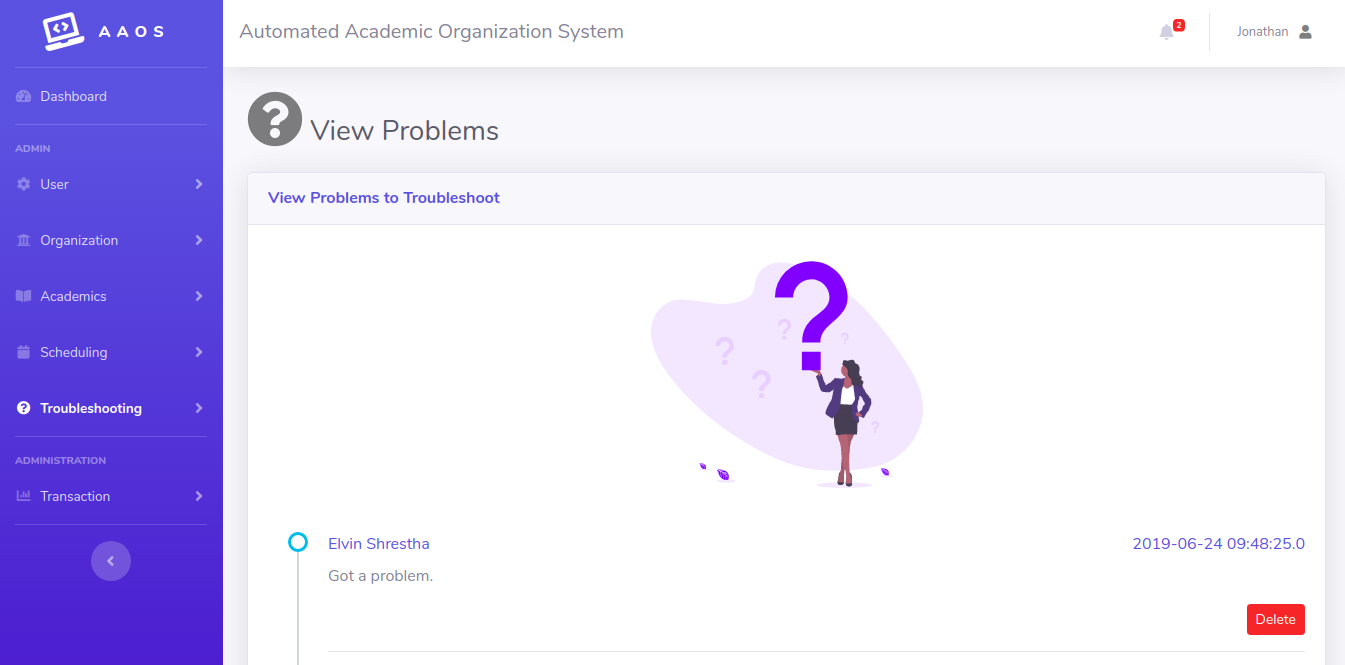 AAOS
Automated Academic Organization System
2
Jonathan
Dashboard
ADMIN
User
Organization
Academics
Scheduling
Troubleshooting
ADMINISTRATION
Transaction
View Problems
View Problems to Troubleshoot
Elvin Shrestha
2019-06-24 09:48:25.0
Got a problem.
Delete